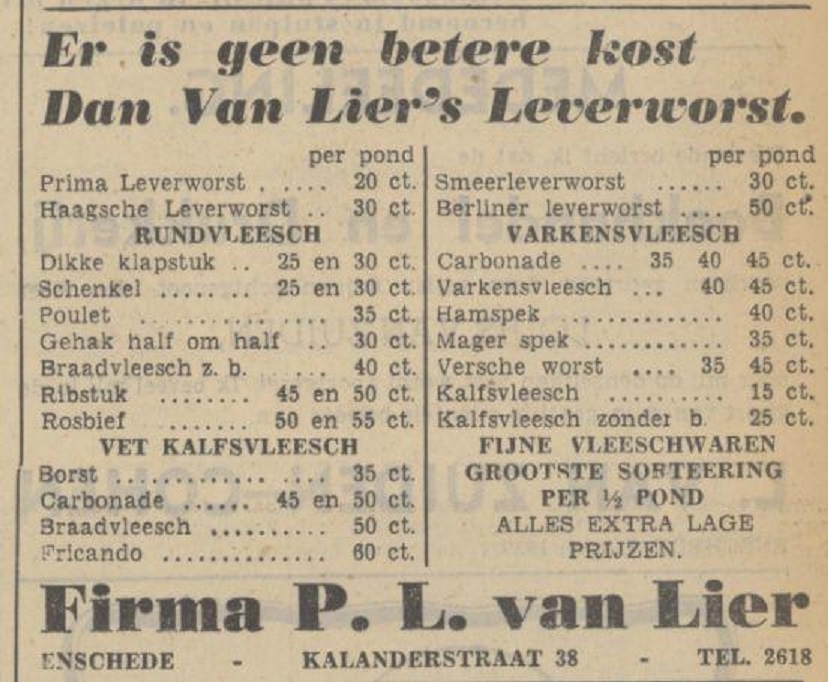 Er is geen betere kost
Dan Van Lier's Leverworst.
per pond
Prima Leverworst . .... 20 ct.
Haagsche Leverworst .. 30 ct.
RUNDVLEESCH
Dikke klapstuk .. 25 en 30 ct.
Schenkel ....... 25 en 30 ct.
Poulet ................ 35 ct.
Gehak half om half ... 30 ct.
Braadvleesch z. b. ..... 40 ct.
Ribstuk ........ 45 en 50 ct.
Rosbief ....... 50 en 55 ct.
VET KALFSVLEESCH
Borst ............. .... 35 ct.
Carbonade ...... 45 en 50 ct.
Braadvleesch .......... 50 ct.
Fricando .............. 60 ct.
per pond
Smeerleverworst ...... 30 ct.
Berliner leverworst .... 50 ct.
VARKENSVLEESCH
Carbonade .... 35 40 45 ct.
Varkensvleesch ... 40 45 ct.
Hamspek ............ 40 ct.
Mager spek ............ 35 ct.
Versche worst .... 35 45 ct.
Kalfsvleesch .......... 15 ct.
Kalfsvleesch zonder b. 25 ct.
FIJNE VLEESCHWAREN
GROOTSTE SORTEERING
PER ½ POND
ALLES EXTRA LAGE
PRIJZEN.
Firma P. L. van Lier
ENSCHEDE - KALANDERSTRAAT 38 - TEL. 2618